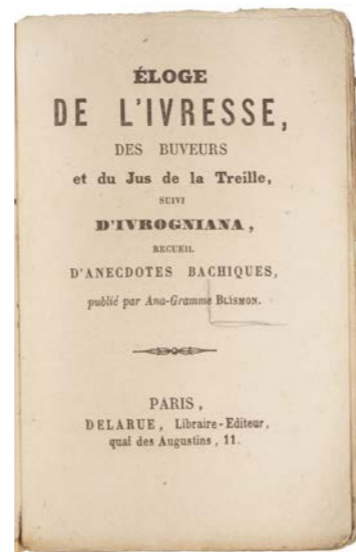 ÉLOGE
DE L'IVRESSE,
DES BUVEURS
et du Jus de la Treille,
SUIVI
D'IVROGNIANA,
RECUEIL
D'ANECDOTES BACHIQUES,
publié par Ana-Gramme BLISMON.
PARIS,
DELARUE, Libraire-Editeur,
quai des Augustins, 11.